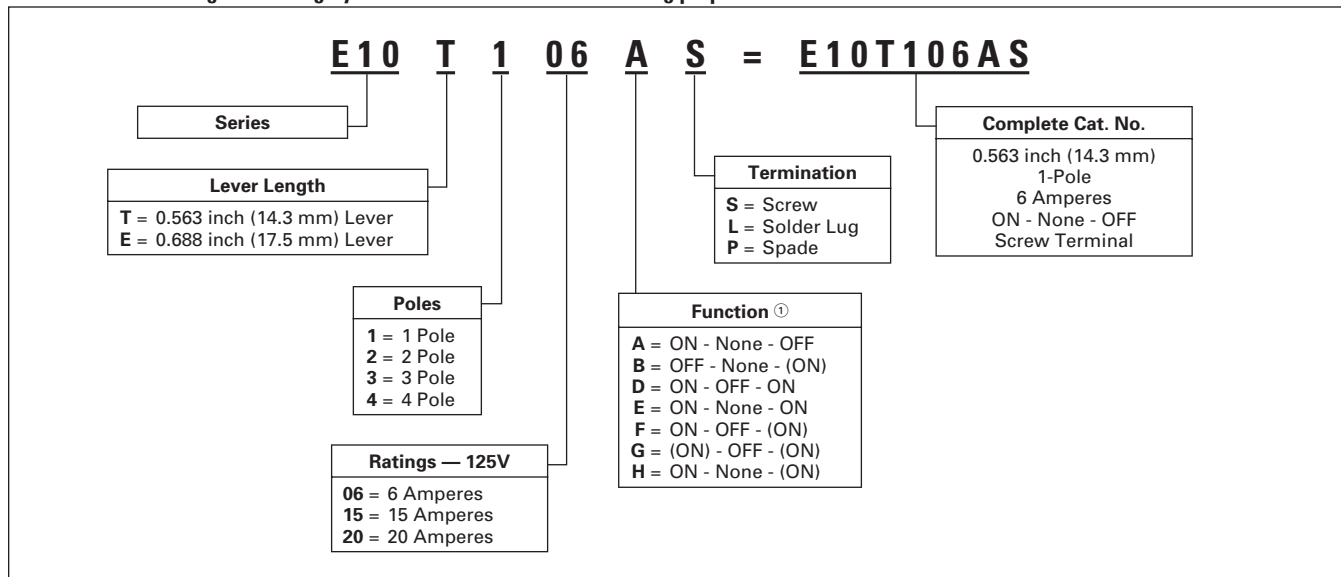 E10 T 1 06 A S = E10T106AS
Series
Lever Length
T = 0.563 inch (14.3 mm) Lever
E = 0.688 inch (17.5 mm) Lever
Poles
1 = 1 Pole
2 = 2 Pole
3 = 3 Pole
4 = 4 Pole
Ratings — 125V
06 = 6 Amperes
15 = 15 Amperes
20 = 20 Amperes
Function ①
A = ON - None - OFF
B = OFF - None - (ON)
D = ON - OFF - ON
E = ON - None - ON
F = ON - OFF - (ON)
G = (ON) - OFF - (ON)
H = ON - None - (ON)
Termination
S = Screw
L = Solder Lug
P = Spade
Complete Cat. No.
0.563 inch (14.3 mm)
1-Pole
6 Amperes
ON - None - OFF
Screw Terminal